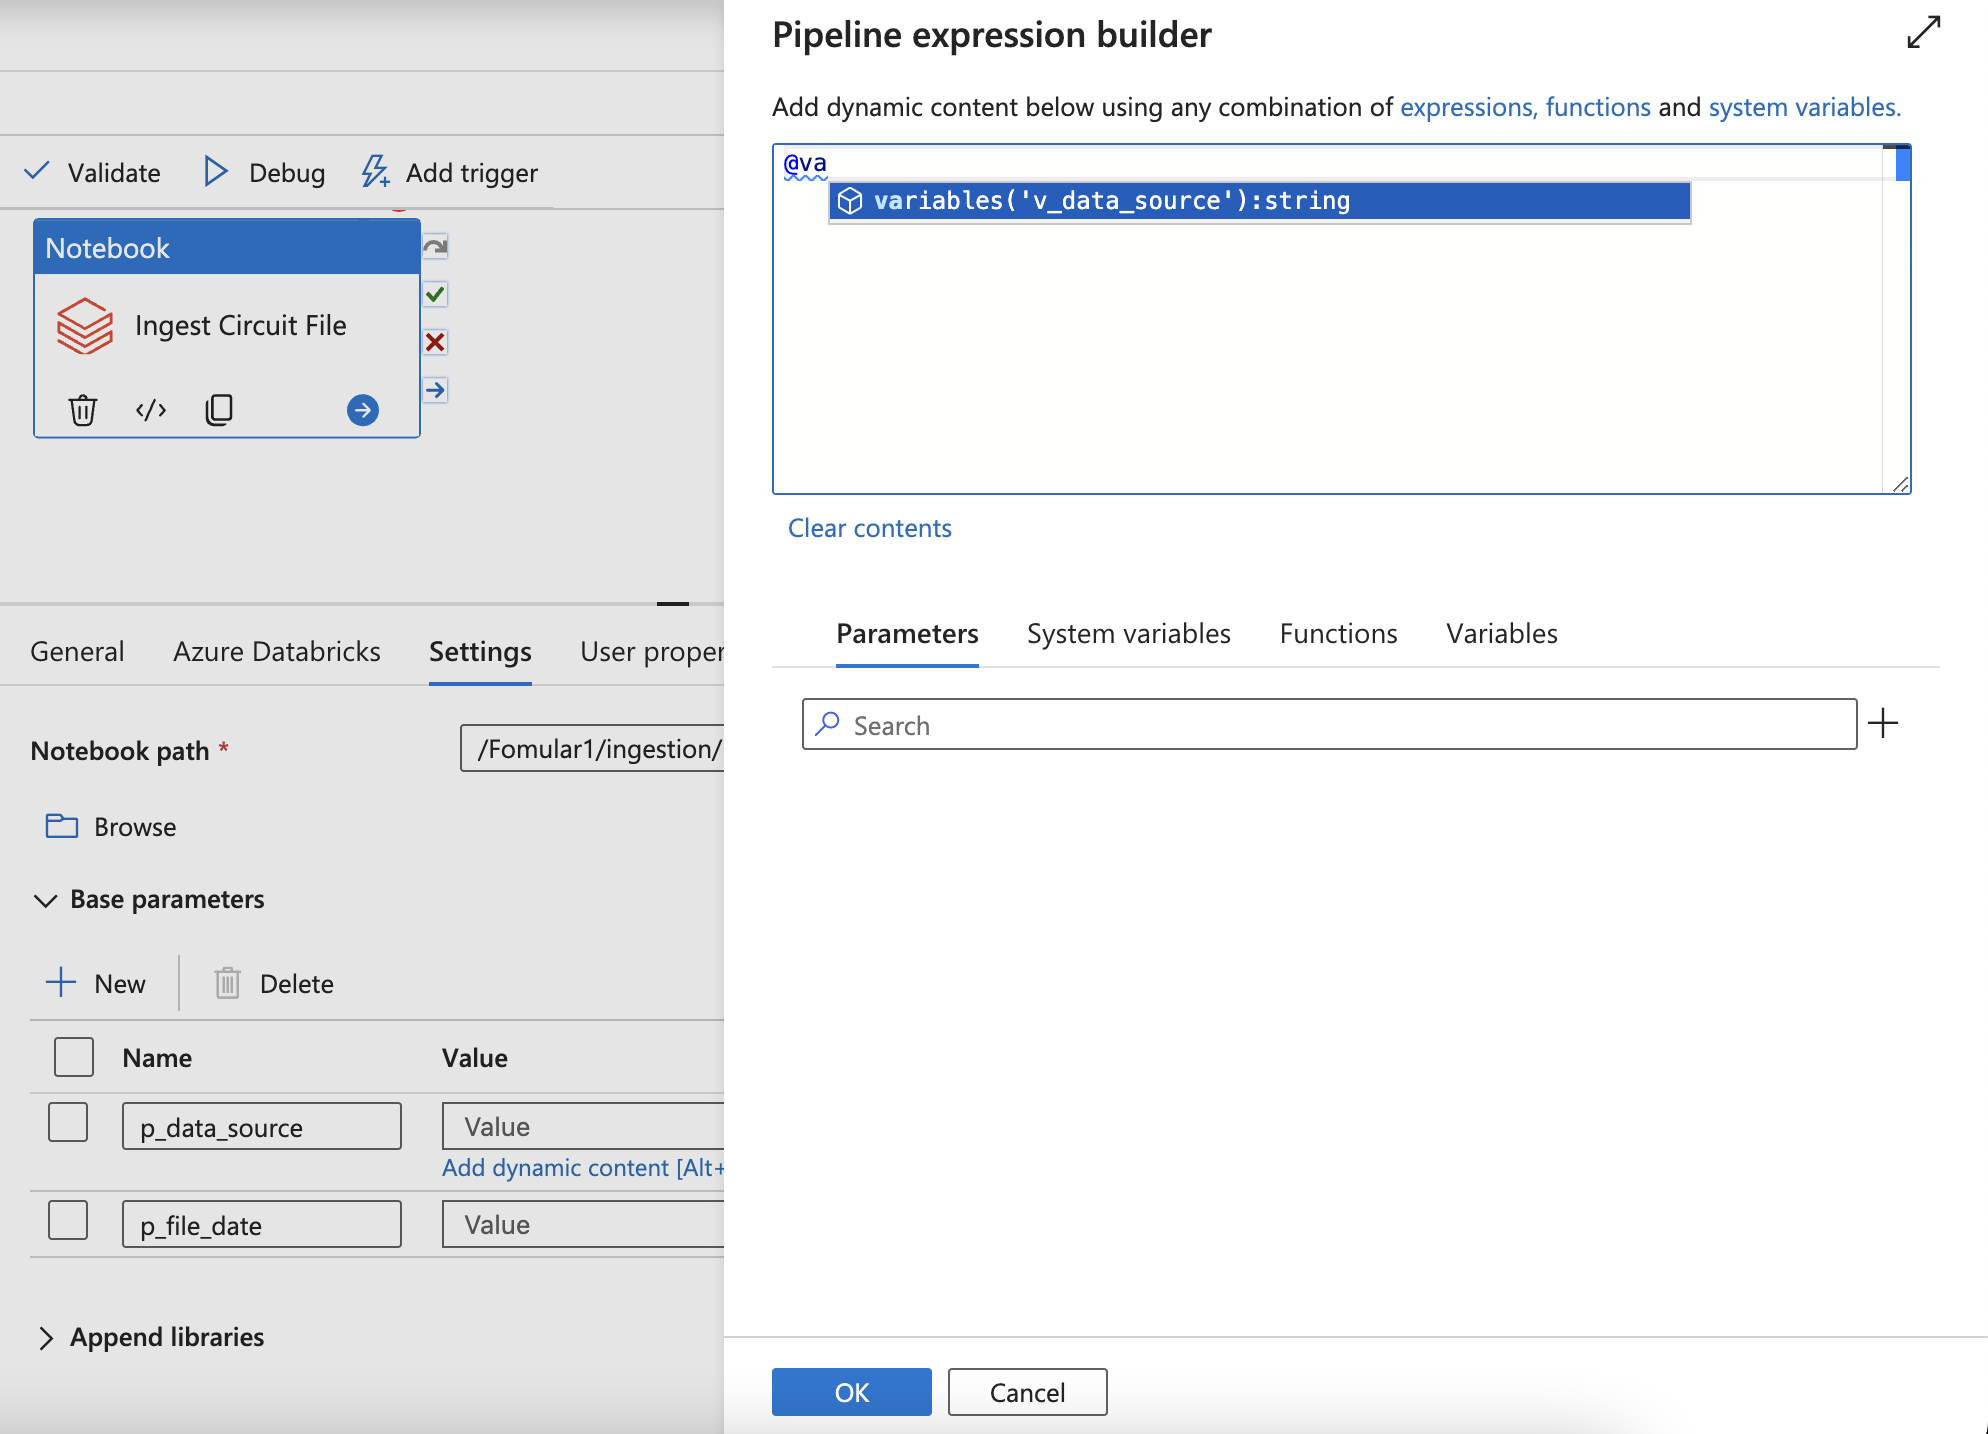 Validate
Debug
Add trigger
Notebook
Ingest Circuit File
General
Azure Databricks
Settings
User proper
Notebook path *
/Fomular1/ingestion/
Browse
Base parameters
New
Delete
Name
Value
p_data_source
Value
Add dynamic content [Alt+
p_file_date
Value
Append libraries
Pipeline expression builder
Add dynamic content below using any combination of expressions, functions and system variables.
@va
variables('v_data_source'):string
Clear contents
Parameters
System variables
Functions
Variables
Search
OK
Cancel